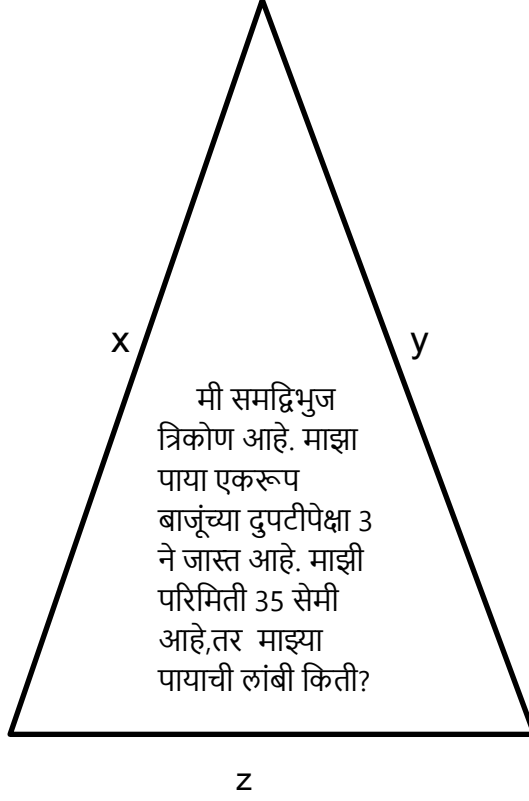 x
y
मी समद्विभुज
त्रिकोण आहे. माझा
पाया एकरूप
बाजूंच्या दुपटीपेक्षा 3
ने जास्त आहे. माझी
परिमिती 35 सेमी
आहे,तर माझ्या
पायाची लांबी किती?
z